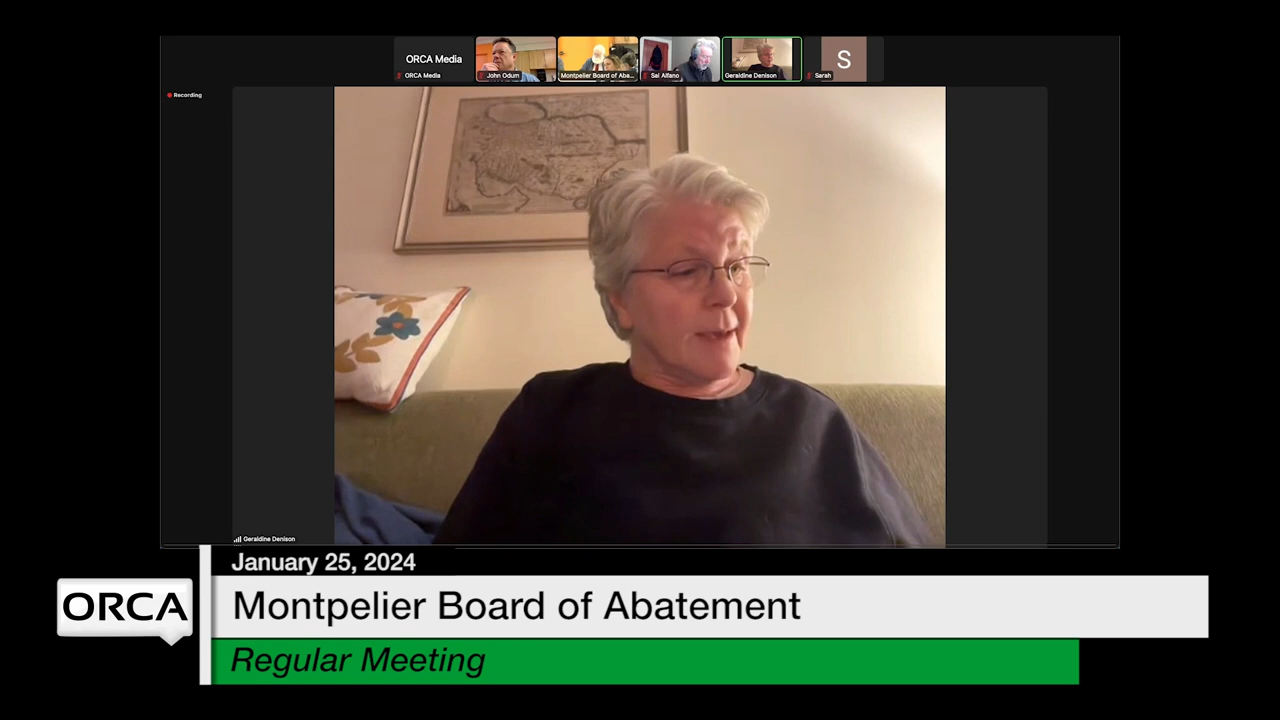 ORCA Media
ORCA Media
John Odum
Montpelier Board of Aba...
Sal Alfano
Geraldine Denison
S
Sarah
Recording
Geraldine Denison
January 25, 2024
ORCA
Montpelier Board of Abatement
Regular Meeting